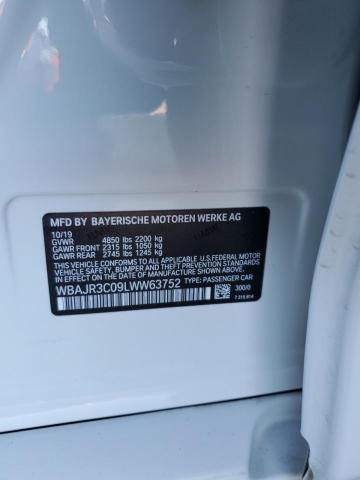 MFD BY BAYERISCHE MOTOREN WERKE AG
10/19
GVWR 4850 lbs 2200 kg
GAWR FRONT 2315 lbs 1050 kg
GAWR REAR 2745 lbs 1245 kg
THIS VEHICLE CONFORMS TO ALL APPLICABLE
U.S. FEDERAL MOTOR VEHICLE SAFETY, BUMPER,
AND THEFT PREVENTION STANDARDS IN EFFECT
ON THE DATE OF MANUFACTURE SHOWN ABOVE.
WBAJR3C09LWW63752 TYPE: PASSENGER CAR
300/0